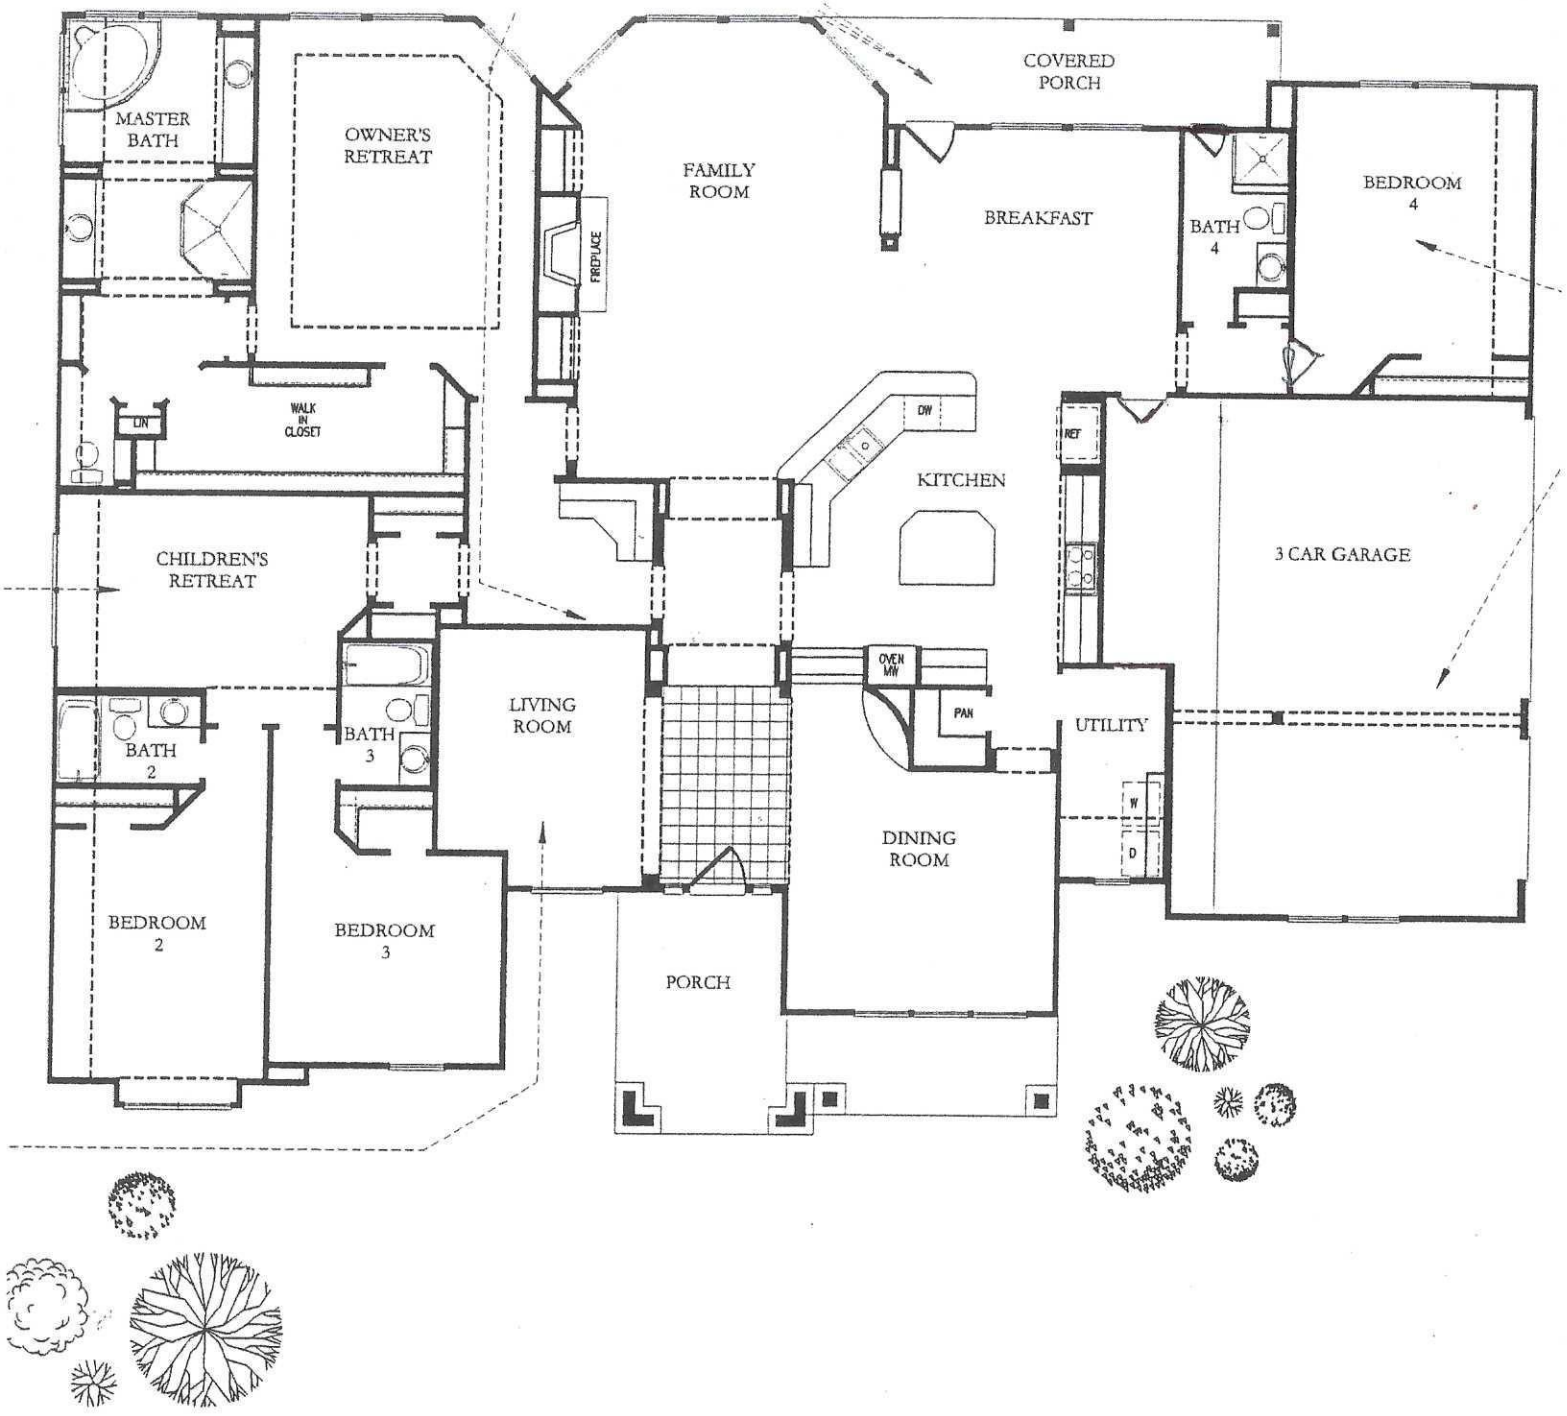 COVERED
PORCH
MASTER
BATH
OWNER'S
RETREAT
FAMILY
ROOM
BEDROOM
4
BREAKFAST
BATH
4
FIREPLACE
WALK
IN
CLOSET
LIN
DW
REF
KITCHEN
CHILDREN'S
RETREAT
3 CAR GARAGE
OVEN
MW
LIVING
ROOM
PAN
UTILITY
BATH
2
BATH
3
W
D
DINING
ROOM
BEDROOM
2
BEDROOM
3
PORCH